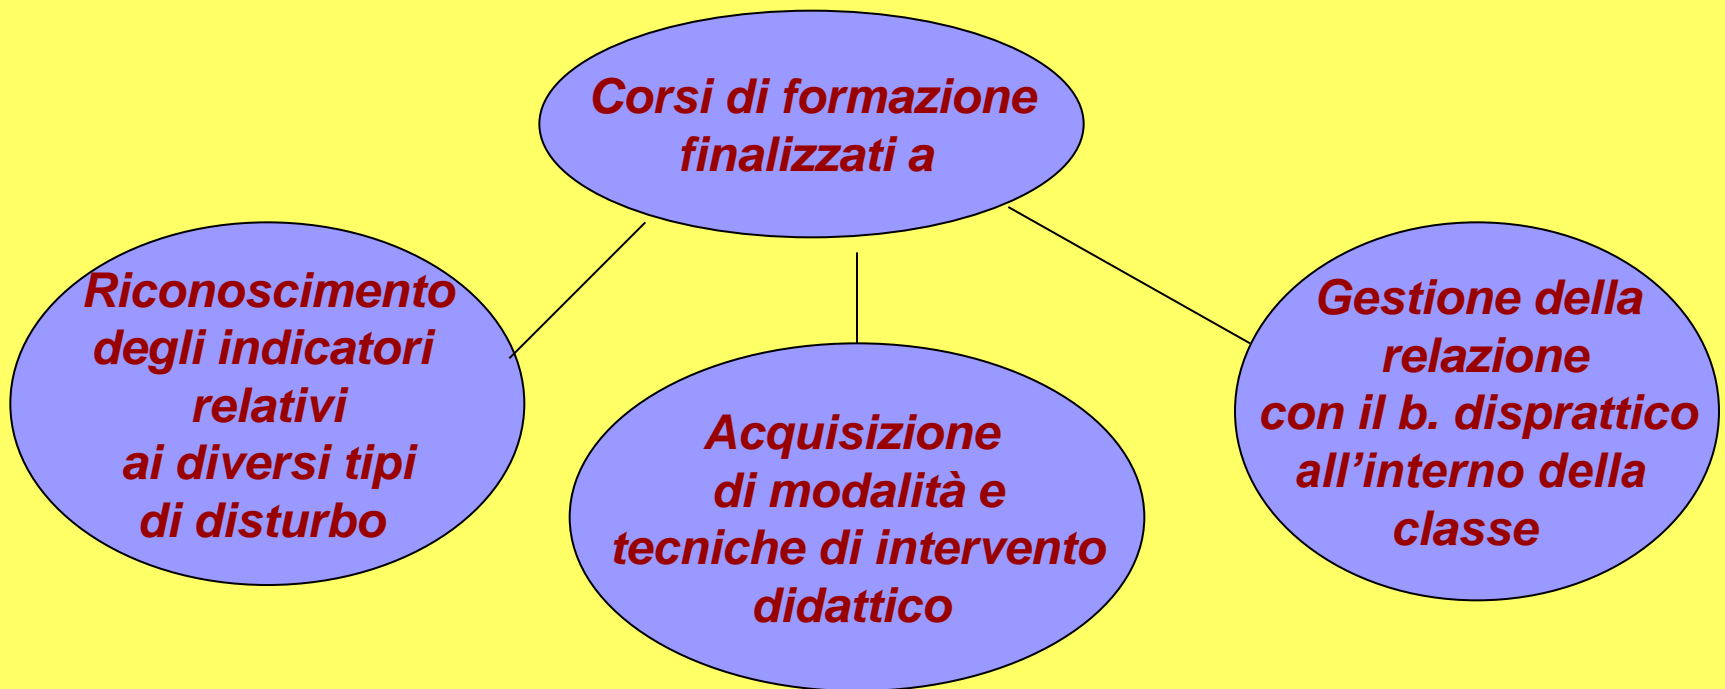 Corsi di formazione
finalizzati a
Riconoscimento
degli indicatori
relativi
ai diversi tipi
di disturbo
Acquisizione
di modalità e
tecniche di intervento
didattico
Gestione della
relazione
con il b. disprattico
all’interno della
classe